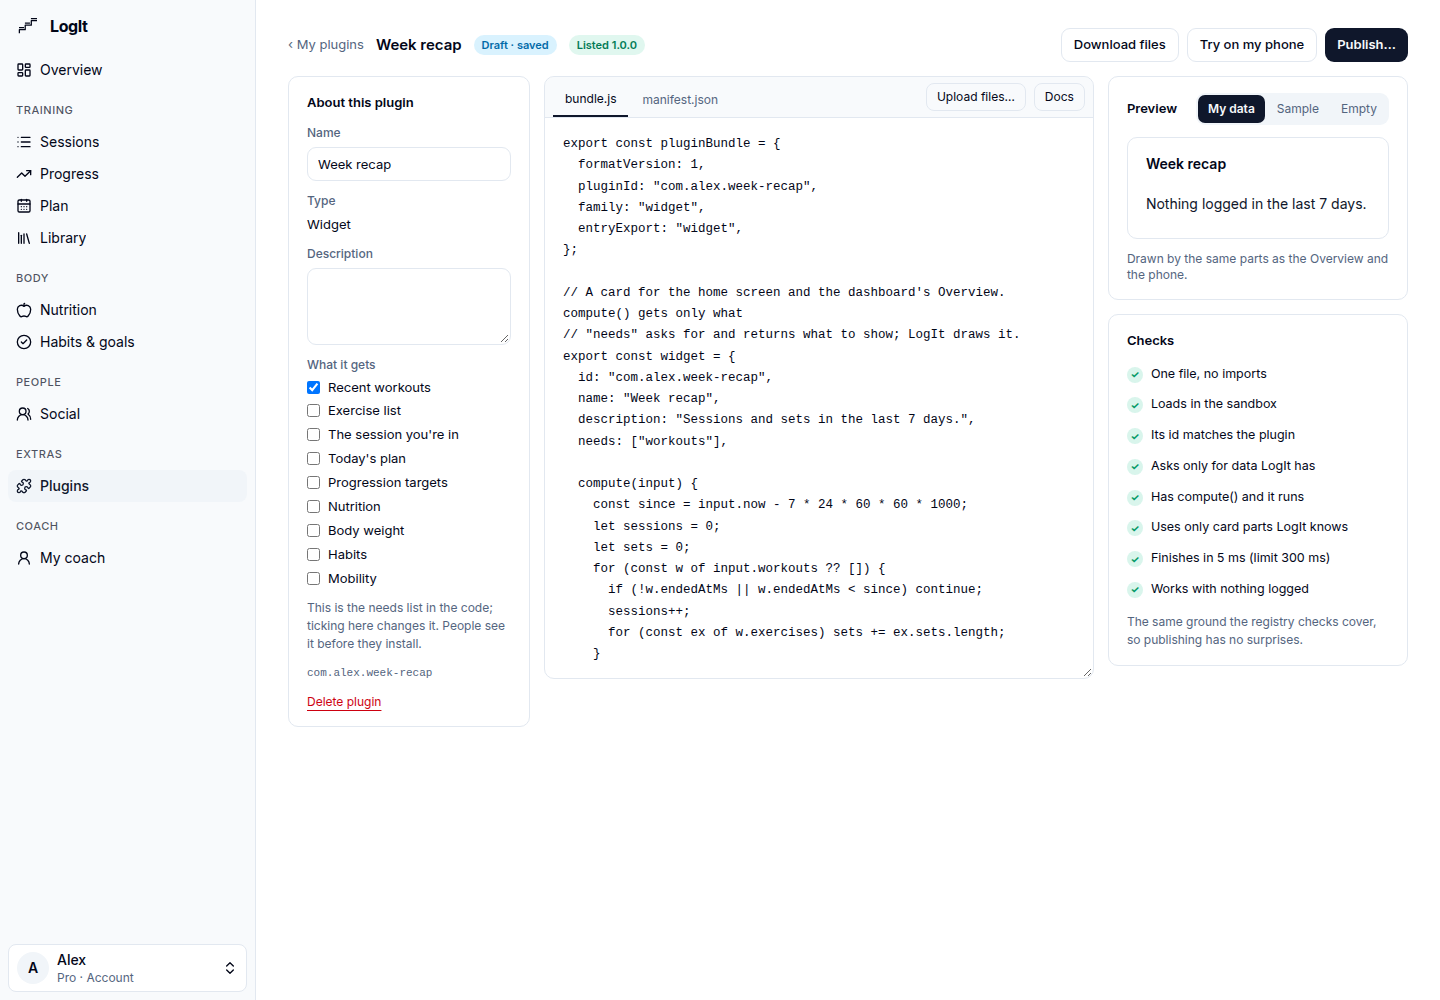 LogIt
Overview
TRAINING
Sessions
Progress
Plan
Library
BODY
Nutrition
Habits & goals
PEOPLE
Social
EXTRAS
Plugins
COACH
My coach
A
Alex
Pro · Account
‹ My plugins
Week recap
Draft · saved
Listed 1.0.0
Download files
Try on my phone
Publish...
About this plugin
Name
Week recap
Type
Widget
Description
What it gets
Recent workouts
Exercise list
The session you're in
Today's plan
Progression targets
Nutrition
Body weight
Habits
Mobility
This is the needs list in the code;
ticking here changes it. People see
it before they install.
com.alex.week-recap
Delete plugin
bundle.js
manifest.json
Upload files...
Docs
export const pluginBundle = {
  formatVersion: 1,
  pluginId: "com.alex.week-recap",
  family: "widget",
  entryExport: "widget",
};
// A card for the home screen and the dashboard's Overview.
compute() gets only what
// "needs" asks for and returns what to show; LogIt draws it.
export const widget = {
  id: "com.alex.week-recap",
  name: "Week recap",
  description: "Sessions and sets in the last 7 days.",
  needs: ["workouts"],
  compute(input) {
    const since = input.now - 7 * 24 * 60 * 60 * 1000;
    let sessions = 0;
    let sets = 0;
    for (const w of input.workouts ?? []) {
      if (!w.endedAtMs || w.endedAtMs < since) continue;
      sessions++;
      for (const ex of w.exercises) sets += ex.sets.length;
    }
Preview
My data
Sample
Empty
Week recap
Nothing logged in the last 7 days.
Drawn by the same parts as the Overview and
the phone.
Checks
One file, no imports
Loads in the sandbox
Its id matches the plugin
Asks only for data LogIt has
Has compute() and it runs
Uses only card parts LogIt knows
Finishes in 5 ms (limit 300 ms)
Works with nothing logged
The same ground the registry checks cover,
so publishing has no surprises.